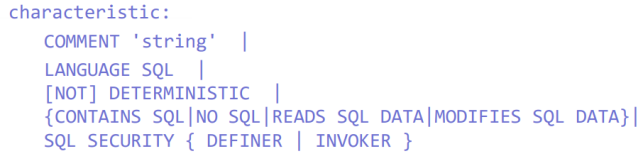 characteristic:
COMMENT 'string' |
LANGUAGE SQL |
[NOT] DETERMINISTIC |
{CONTAINS SQL|NO SQL|READS SQL DATA|MODIFIES SQL DATA}|
SQL SECURITY { DEFINER | INVOKER }